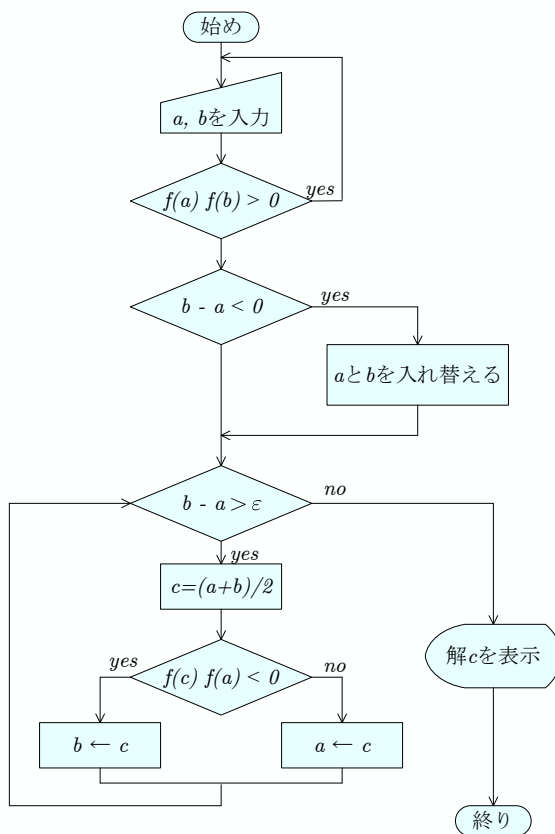 始め
a, bを入力
f(a) f(b) > 0
yes
b - a < 0
yes
aとbを入れ替える
b - a > ε
no
yes
c=(a+b)/2
f(c) f(a) < 0
yes
no
b ← c
a ← c
解cを表示
終り